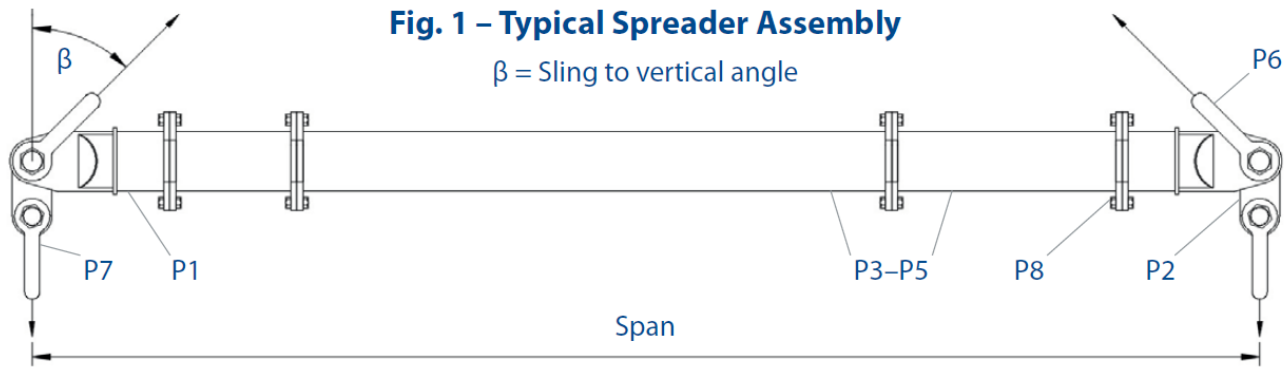 Fig. 1 – Typical Spreader Assembly
β = Sling to vertical angle
β
P6
P7
P1
P3–P5
P8
P2
Span